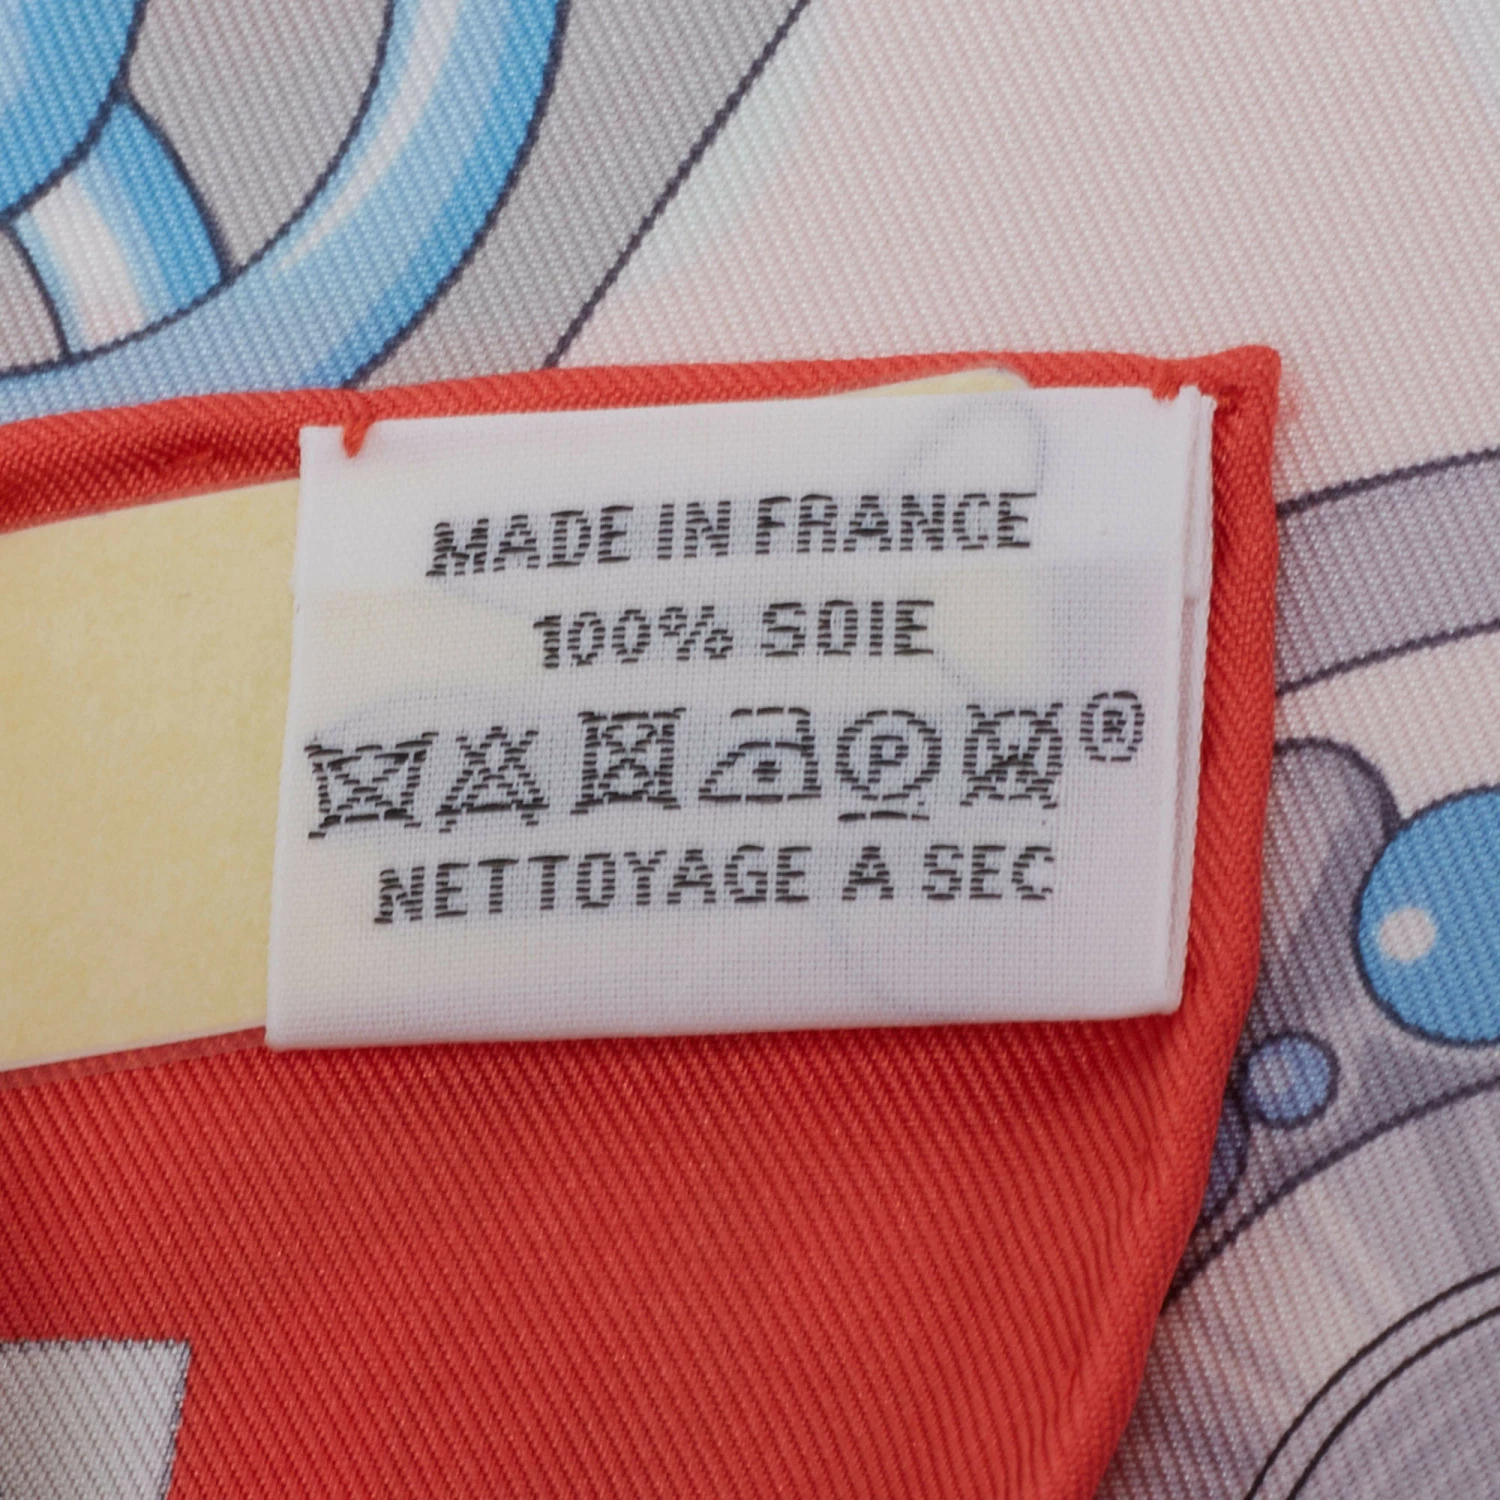 MADE IN FRANCE
100% SOIE
P ®
NETTOYAGE A SEC